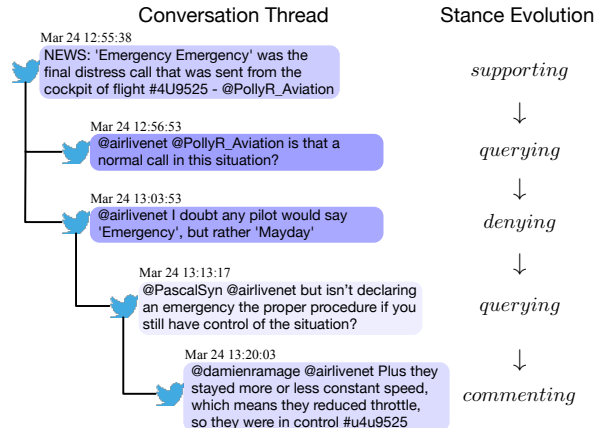 Conversation Thread
Stance Evolution
Mar 24 12:55:38
NEWS: 'Emergency Emergency' was the
final distress call that was sent from the
cockpit of flight #4U9525 - @PollyR_Aviation
supporting
↓
Mar 24 12:56:53
@airlivenet @PollyR_Aviation is that a
normal call in this situation?
querying
↓
Mar 24 13:03:53
@airlivenet I doubt any pilot would say
'Emergency', but rather 'Mayday'
denying
↓
Mar 24 13:13:17
@PascalSyn @airlivenet but isn't declaring
an emergency the proper procedure if you
still have control of the situation?
querying
↓
Mar 24 13:20:03
@damienramage @airlivenet Plus they
stayed more or less constant speed,
which means they reduced throttle,
so they were in control #u4u9525
commenting